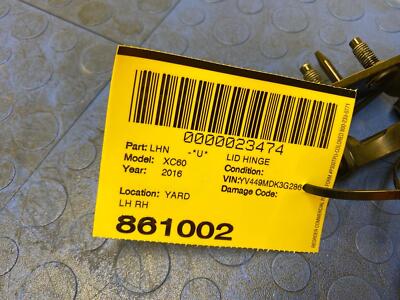 0000023474
Part: LHN -*U* LID HINGE
Model: XC60 Condition:
Year: 2016 VIN:YV449MDK3G286
Damage Code:
Location: YARD
LH RH
861002